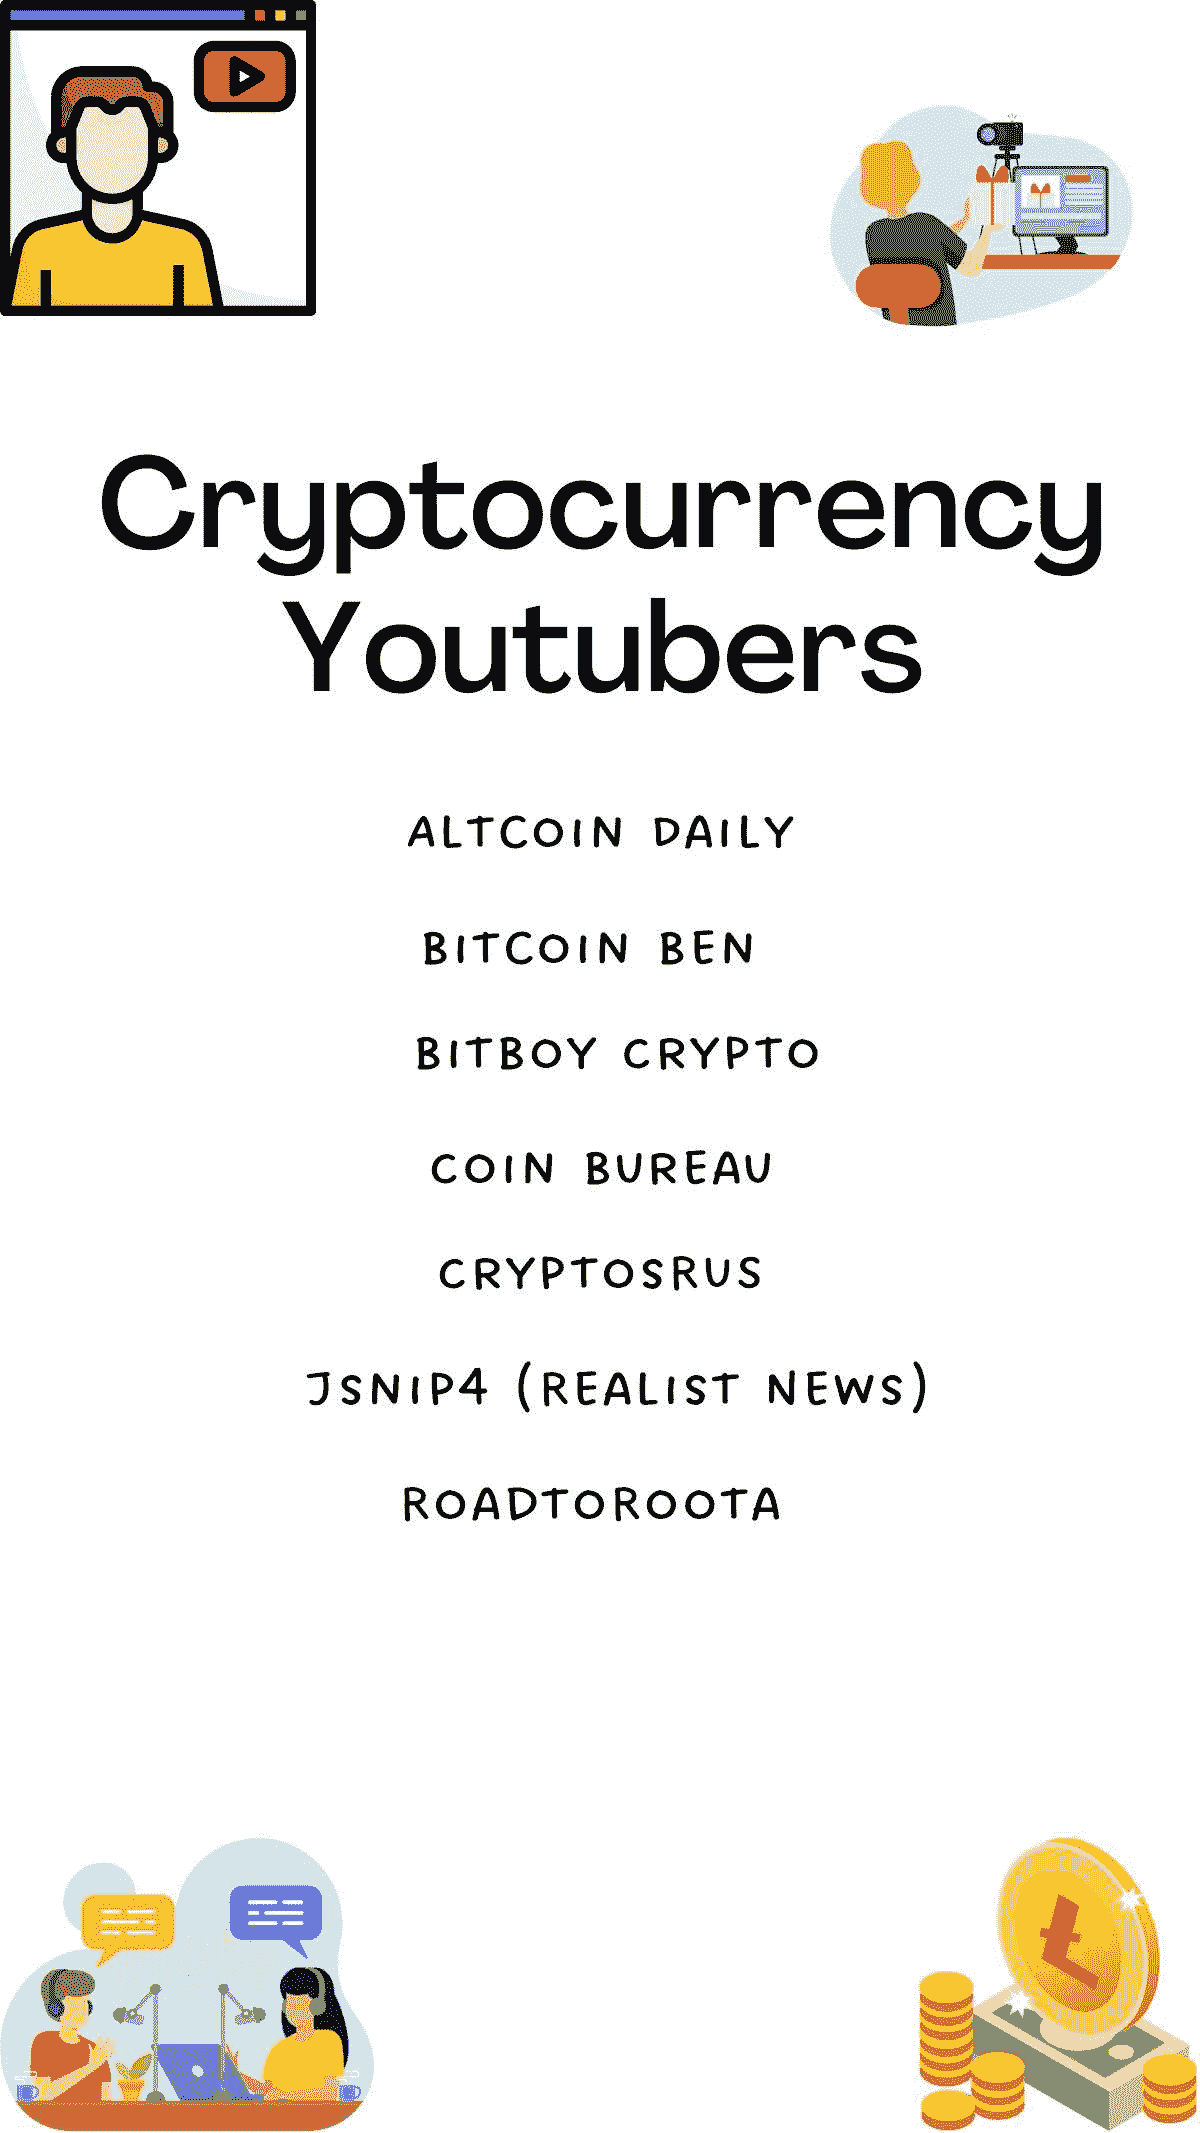 Cryptocurrency
Youtubers
ALTCOIN DAILY
BITCOIN BEN
BITBOY CRYPTO
COIN BUREAU
CRYPTOSRUS
JSNIP4 (REALIST NEWS)
ROADTOROOTA